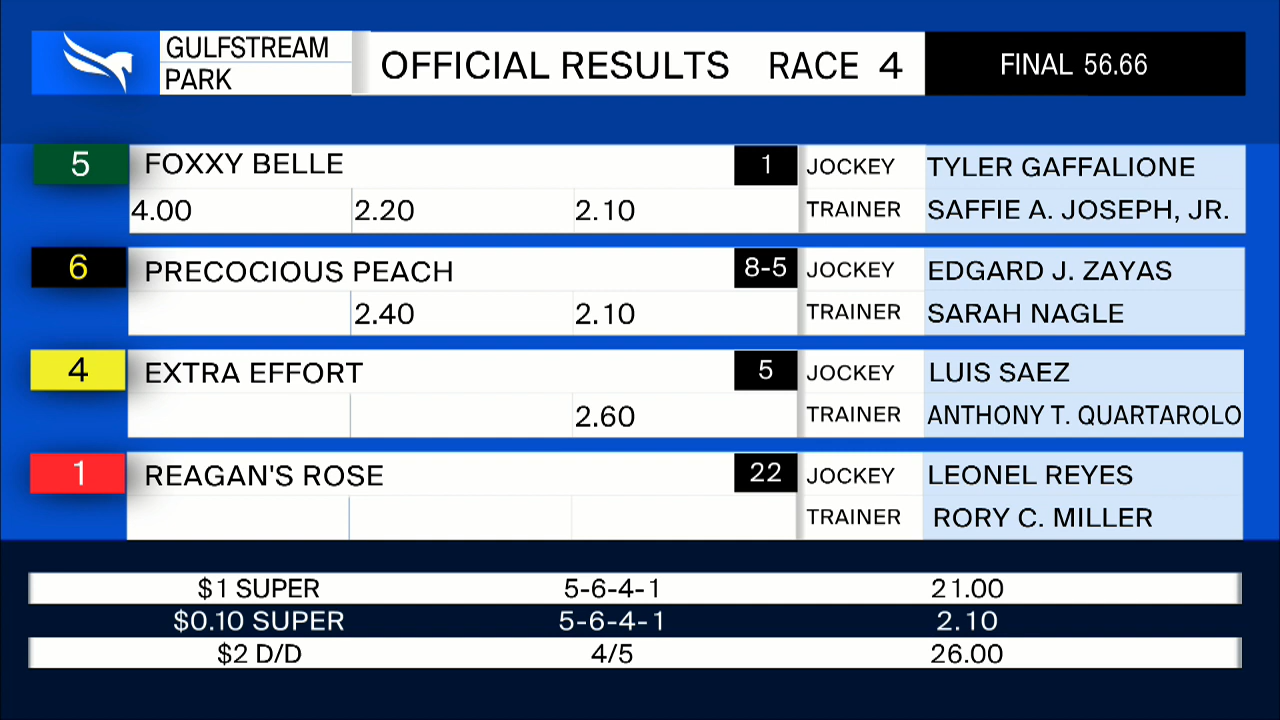 GULFSTREAM
PARK
OFFICIAL RESULTS RACE 4
FINAL 56.66
5 FOXXY BELLE 1 JOCKEY TYLER GAFFALIONE
4.00 2.20 2.10 TRAINER SAFFIE A. JOSEPH, JR.
6 PRECOCIOUS PEACH 8-5 JOCKEY EDGARD J. ZAYAS
2.40 2.10 TRAINER SARAH NAGLE
4 EXTRA EFFORT 5 JOCKEY LUIS SAEZ
2.60 TRAINER ANTHONY T. QUARTAROLO
1 REAGAN'S ROSE 22 JOCKEY LEONEL REYES
TRAINER RORY C. MILLER
$1 SUPER 5-6-4-1 21.00
$0.10 SUPER 5-6-4-1 2.10
$2 D/D 4/5 26.00